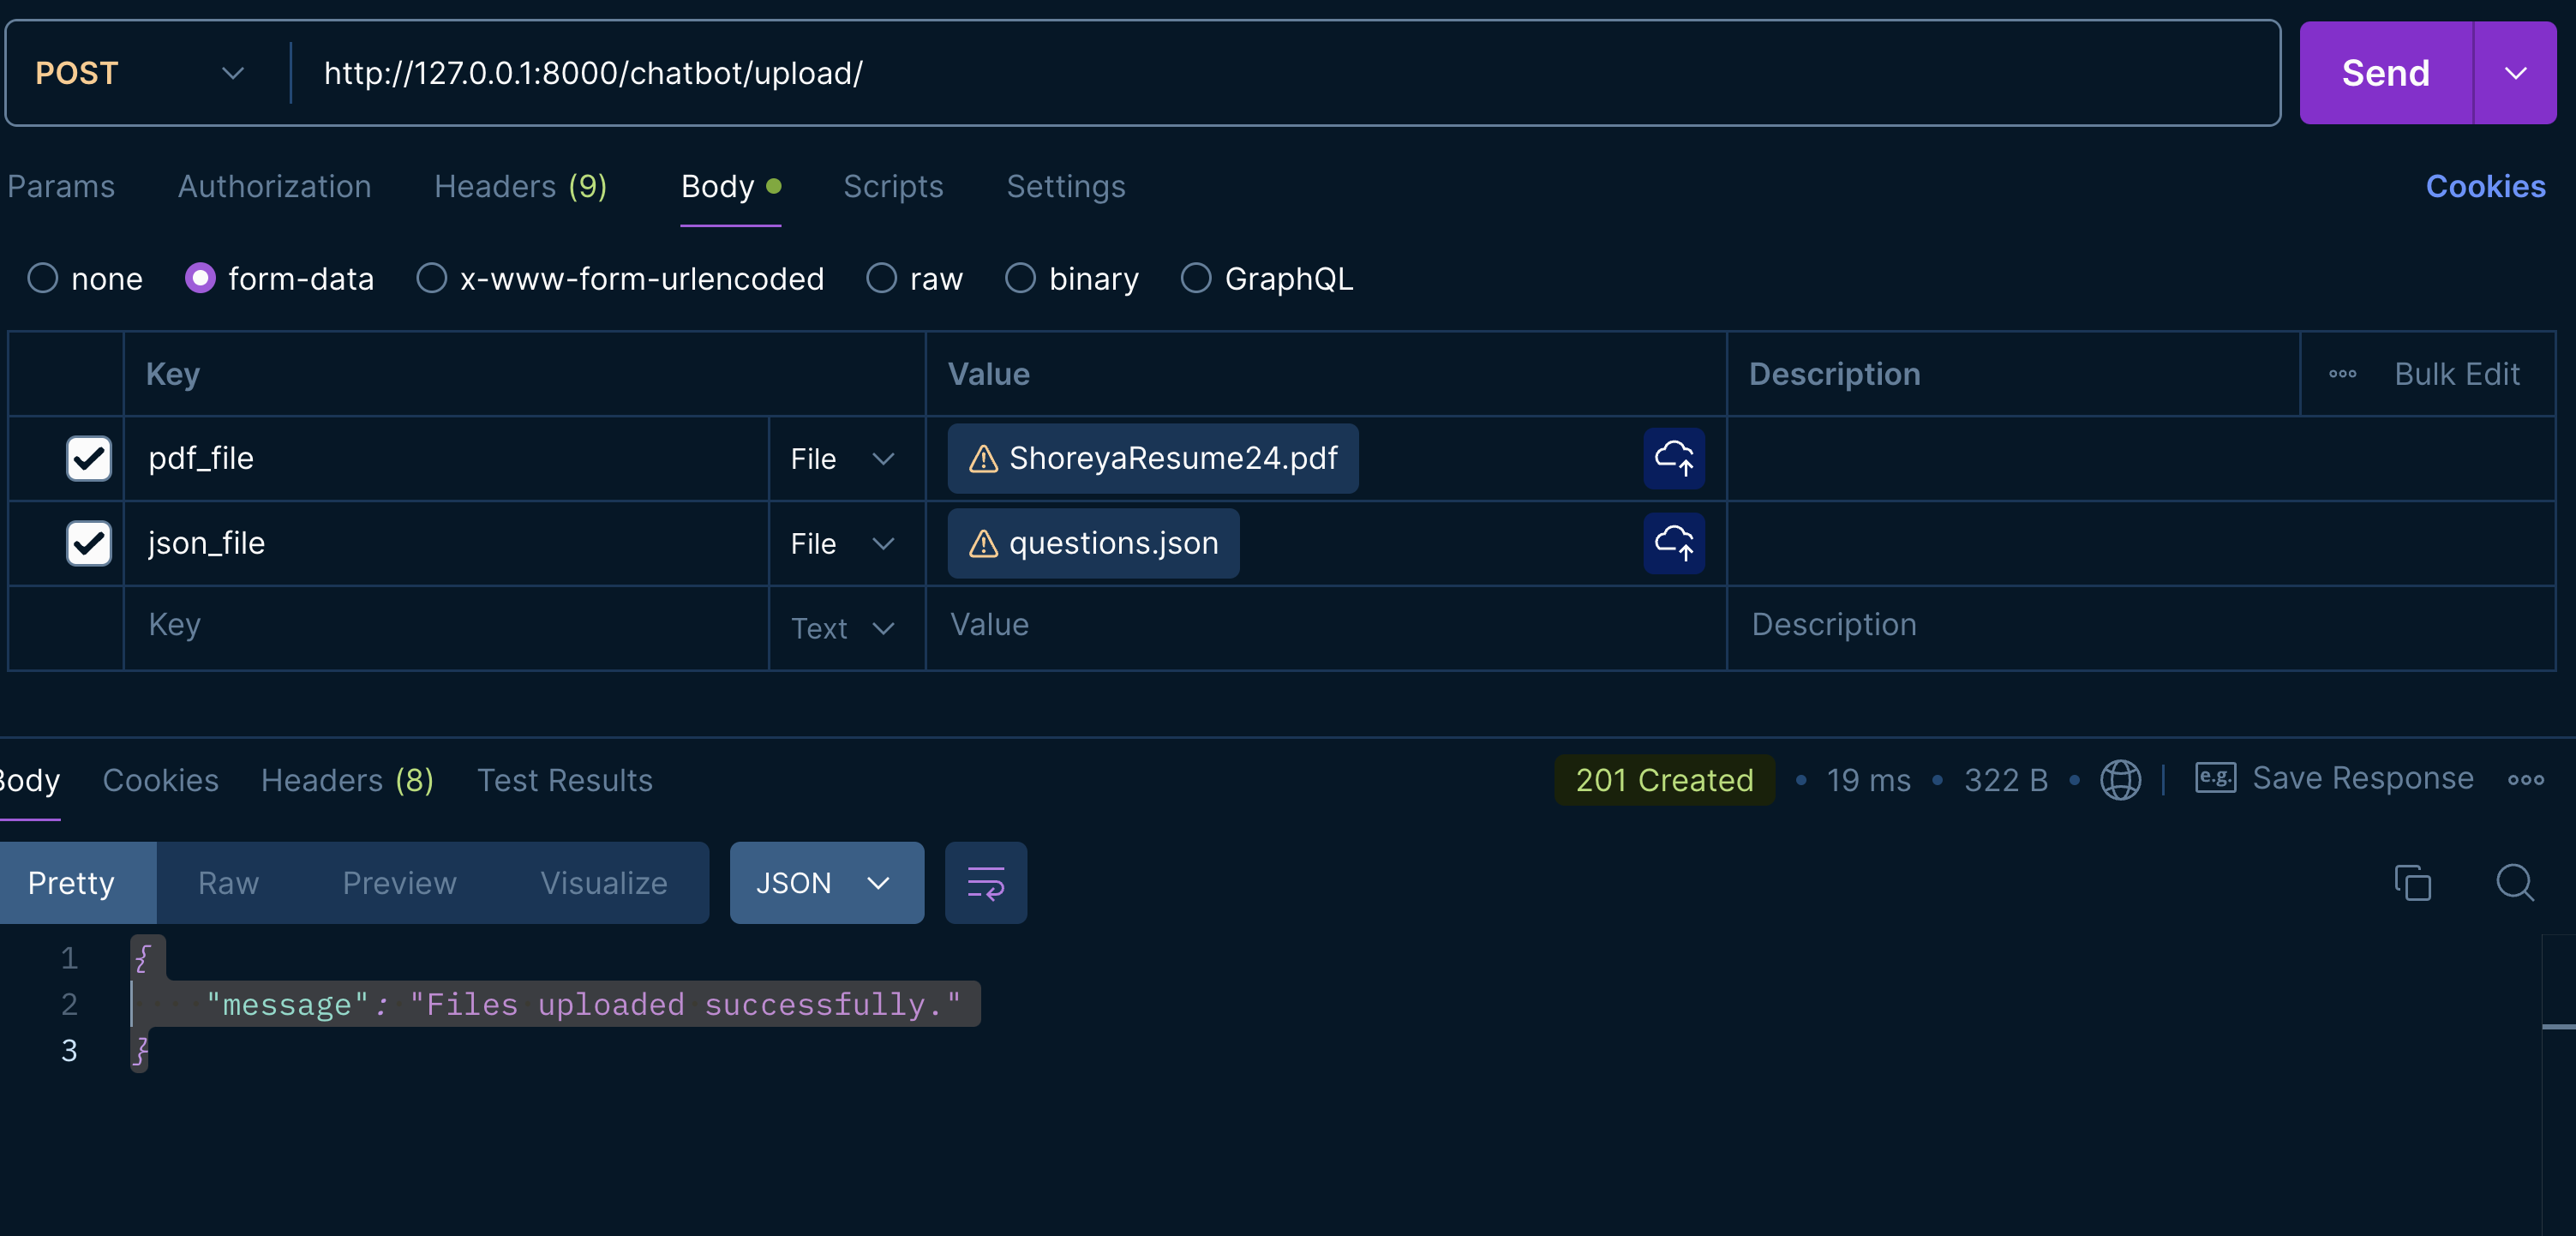 POST http://127.0.0.1:8000/chatbot/upload/ Send
Params Authorization Headers (9) Body Scripts Settings Cookies
none form-data x-www-form-urlencoded raw binary GraphQL
Key Value Description Bulk Edit
pdf_file File ShoreyaResume24.pdf
json_file File questions.json
Key Text Value Description
Body Cookies Headers (8) Test Results 201 Created • 19 ms • 322 B • e.g. Save Response
Pretty Raw Preview Visualize JSON
1 {
2 "message": "Files uploaded successfully."
3 }